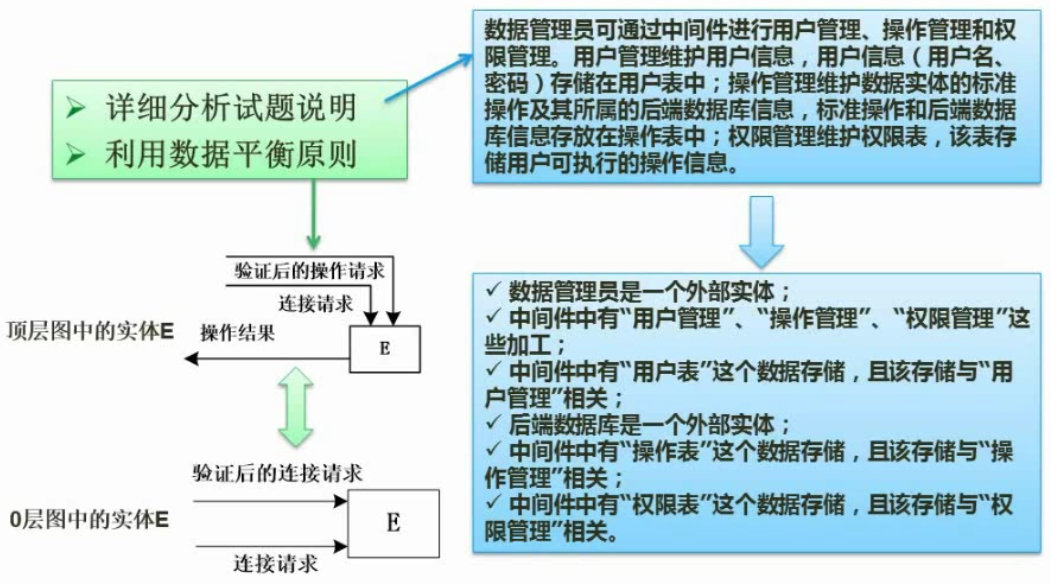 数据管理员可通过中间件进行用户管理、操作管理和权
限管理。用户管理维护用户信息，用户信息（用户名、
密码）存储在用户表中；操作管理维护数据实体的标准
操作及其所属的后端数据库信息，标准操作和后端数据
库信息存放在操作表中；权限管理维护权限表，该表存
储用户可执行的操作信息。
➢ 详细分析试题说明
➢ 利用数据平衡原则
验证后的操作请求
连接请求
顶层图中的实体E
操作结果
E
✓ 数据管理员是一个外部实体；
✓ 中间件中有“用户管理”、“操作管理”、“权限管理”这
些加工；
✓ 中间件中有“用户表”这个数据存储，且该存储与“用
户管理”相关；
✓ 后端数据库是一个外部实体；
✓ 中间件中有“操作表”这个数据存储，且该存储与“操
作管理”相关；
✓ 中间件中有“权限表”这个数据存储，且该存储与“权
限管理”相关。
验证后的连接请求
0层图中的实体E
E
连接请求